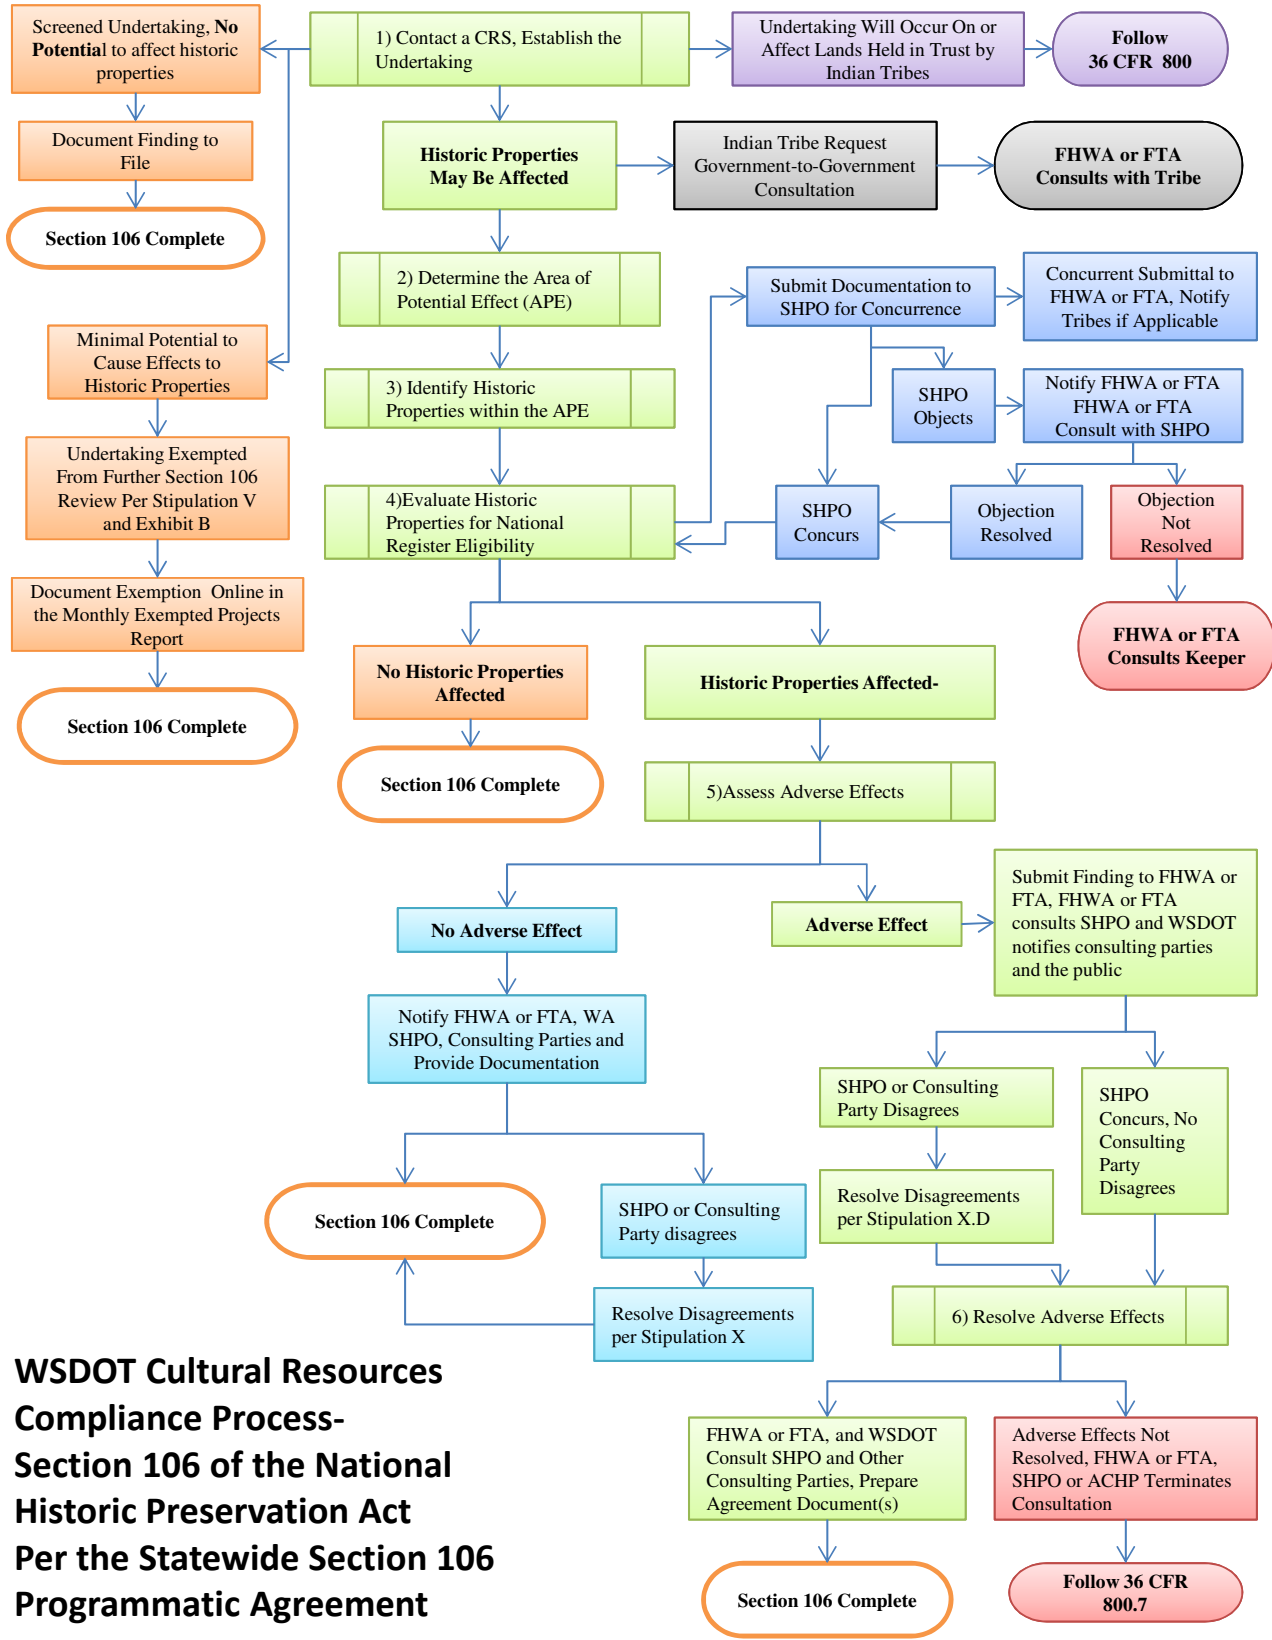 Screened Undertaking, No
Potential to affect historic
properties
1) Contact a CRS, Establish the
Undertaking
Undertaking Will Occur On or
Affect Lands Held in Trust by
Indian Tribes
Follow
36 CFR 800
Document Finding to
File
Historic Properties
May Be Affected
Indian Tribe Request
Government-to-Government
Consultation
FHWA or FTA
Consults with Tribe
Section 106 Complete
2) Determine the Area of
Potential Effect (APE)
Submit Documentation to
SHPO for Concurrence
Concurrent Submittal to
FHWA or FTA, Notify
Tribes if Applicable
Minimal Potential to
Cause Effects to
Historic Properties
3) Identify Historic
Properties within the APE
SHPO
Objects
Notify FHWA or FTA
FHWA or FTA
Consult with SHPO
Undertaking Exempted
From Further Section 106
Review Per Stipulation V
and Exhibit B
4)Evaluate Historic
Properties for National
Register Eligibility
SHPO
Concurs
Objection
Resolved
Objection
Not
Resolved
Document Exemption  Online in
the Monthly Exempted Projects
Report
FHWA or FTA
Consults Keeper
No Historic Properties
Affected
Historic Properties Affected-
Section 106 Complete
Section 106 Complete
5)Assess Adverse Effects
No Adverse Effect
Adverse Effect
Submit Finding to FHWA or
FTA, FHWA or FTA
consults SHPO and WSDOT
notifies consulting parties
and the public
Notify FHWA or FTA, WA
SHPO, Consulting Parties and
Provide Documentation
SHPO or Consulting
Party Disagrees
SHPO
Concurs, No
Consulting
Party
Disagrees
Section 106 Complete
SHPO or Consulting
Party disagrees
Resolve Disagreements
per Stipulation X.D
Resolve Disagreements
per Stipulation X
6) Resolve Adverse Effects
WSDOT Cultural Resources
Compliance Process-
Section 106 of the National
Historic Preservation Act
Per the Statewide Section 106
Programmatic Agreement
FHWA or FTA, and WSDOT
Consult SHPO and Other
Consulting Parties, Prepare
Agreement Document(s)
Adverse Effects Not
Resolved, FHWA or FTA,
SHPO or ACHP Terminates
Consultation
Section 106 Complete
Follow 36 CFR
800.7